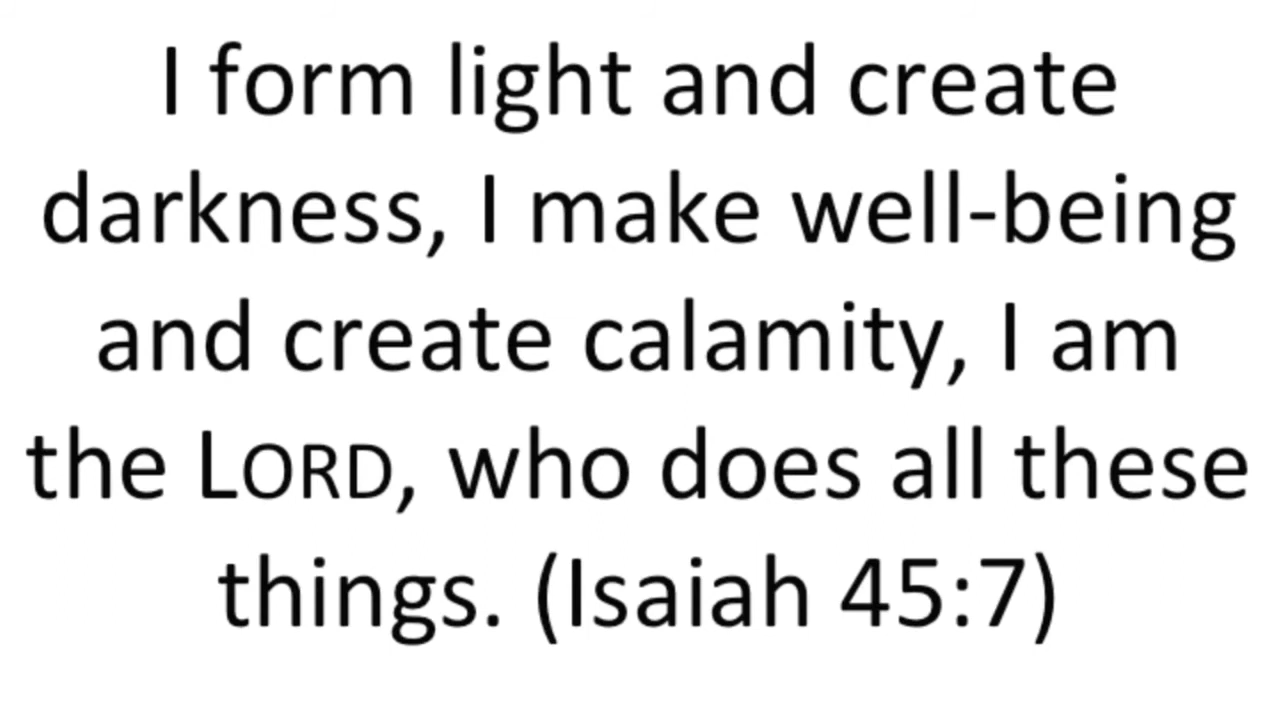 I form light and create
darkness, I make well-being
and create calamity, I am
the LORD, who does all these
things. (Isaiah 45:7)